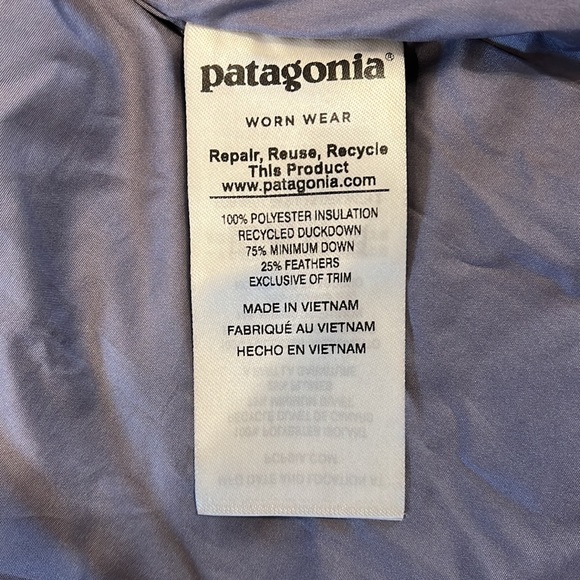 patagonia®
WORN WEAR
Repair, Reuse, Recycle
This Product
www.patagonia.com
100% POLYESTER INSULATION
RECYCLED DUCKDOWN
75% MINIMUM DOWN
25% FEATHERS
EXCLUSIVE OF TRIM
MADE IN VIETNAM
FABRIQUÉ AU VIETNAM
HECHO EN VIETNAM